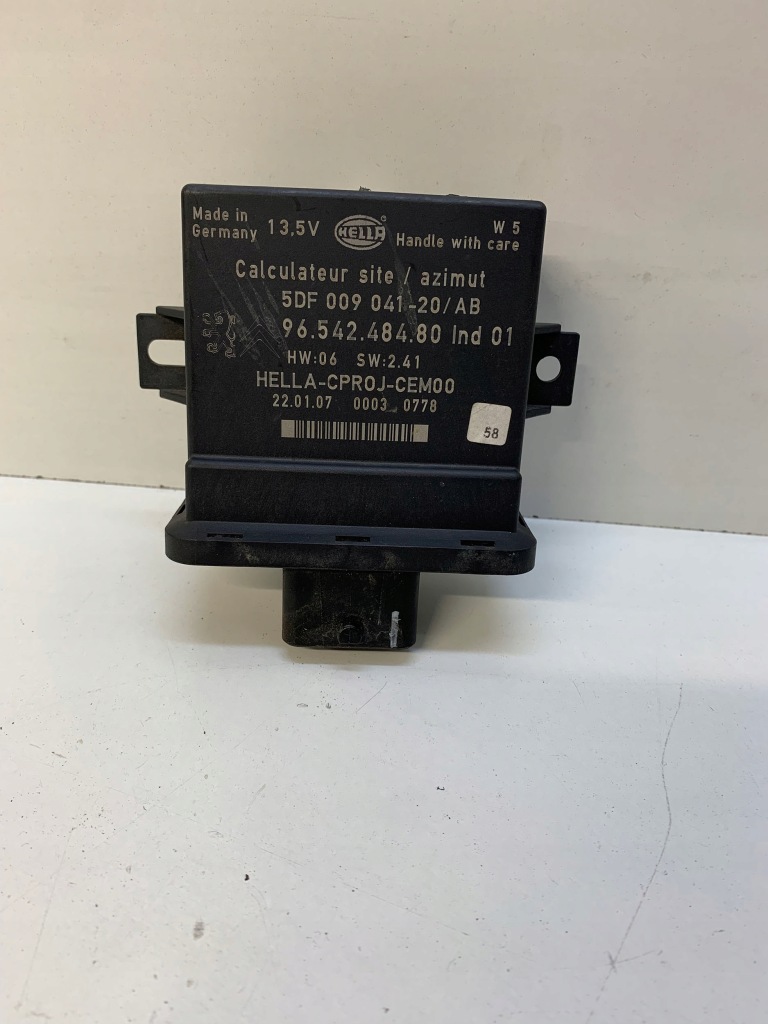 Made in Germany 13,5V HELLA W 5
Handle with care
Calculateur site / azimut
5DF 009 041-20/AB
96.542.484.80 Ind 01
HW:06 SW:2.41
HELLA-CPROJ-CEM00
22.01.07 0003 0778
58